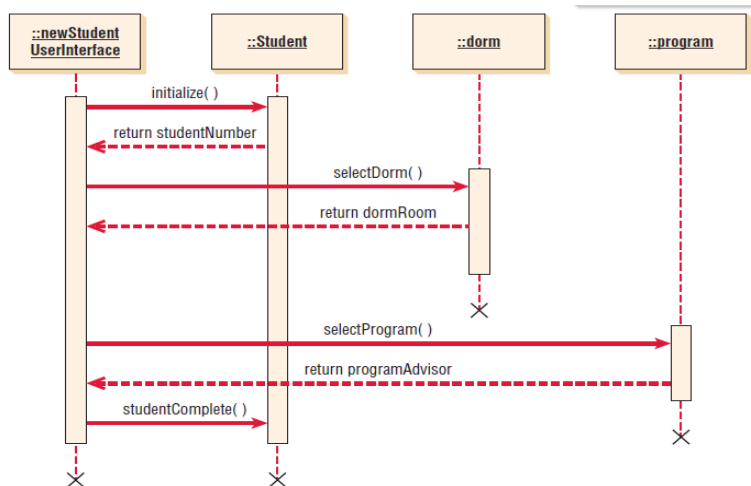 ::newStudent
UserInterface
::Student
::dorm
::program
initialize( )
return studentNumber
selectDorm( )
return dormRoom
selectProgram( )
return programAdvisor
studentComplete( )